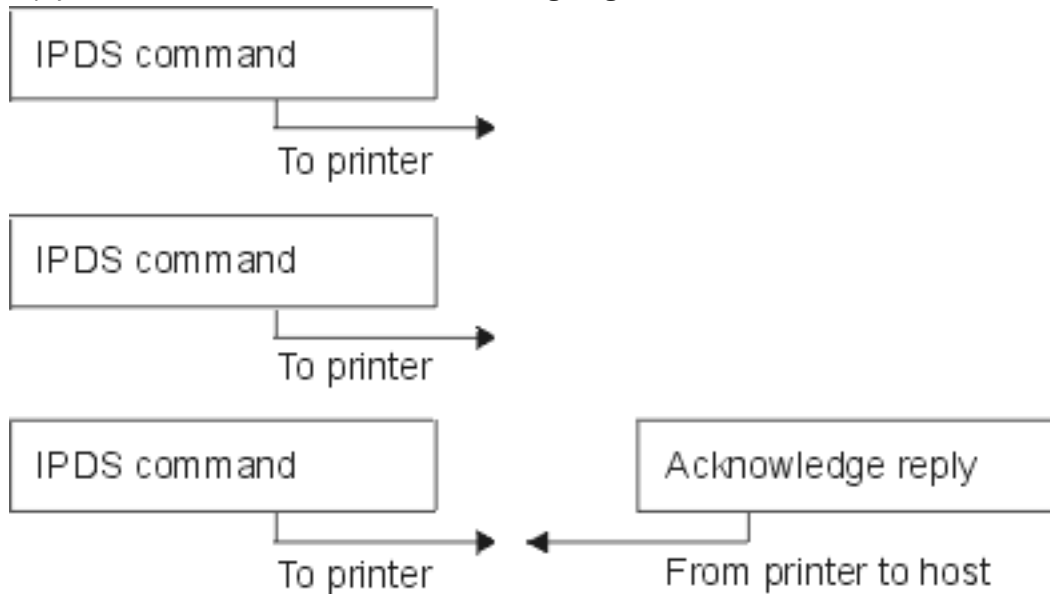 IPDS command
To printer
IPDS command
To printer
IPDS command
Acknowledge reply
To printer
From printer to host